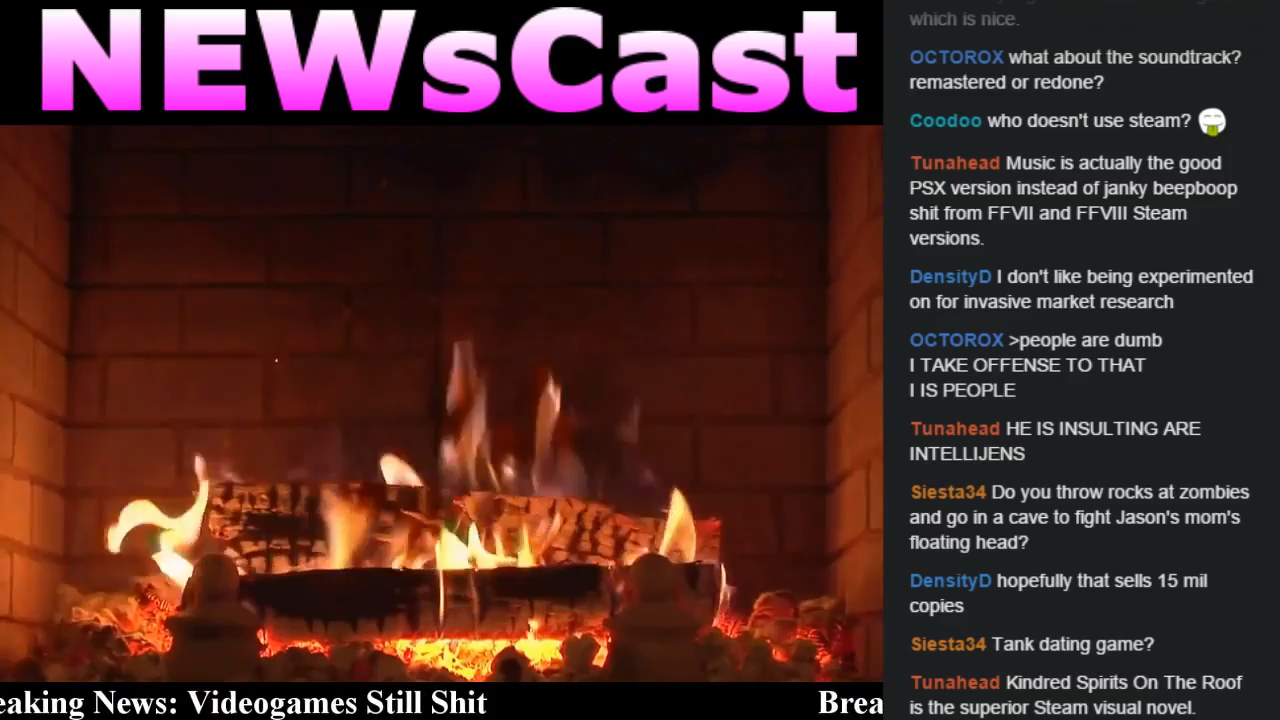 NEWsCast
which is nice.
OCTOROX what about the soundtrack?
remastered or redone?
Coodoo who doesn't use steam?
Tunahead Music is actually the good
PSX version instead of janky beepboop
shit from FFVII and FFVIII Steam
versions.
DensityD I don't like being experimented
on for invasive market research
OCTOROX >people are dumb
I TAKE OFFENSE TO THAT
I IS PEOPLE
Tunahead HE IS INSULTING ARE
INTELLIJENS
Siesta34 Do you throw rocks at zombies
and go in a cave to fight Jason's mom's
floating head?
DensityD hopefully that sells 15 mil
copies
Siesta34 Tank dating game?
Tunahead Kindred Spirits On The Roof
is the superior Steam visual novel.
eaking News: Videogames Still Shit Brea